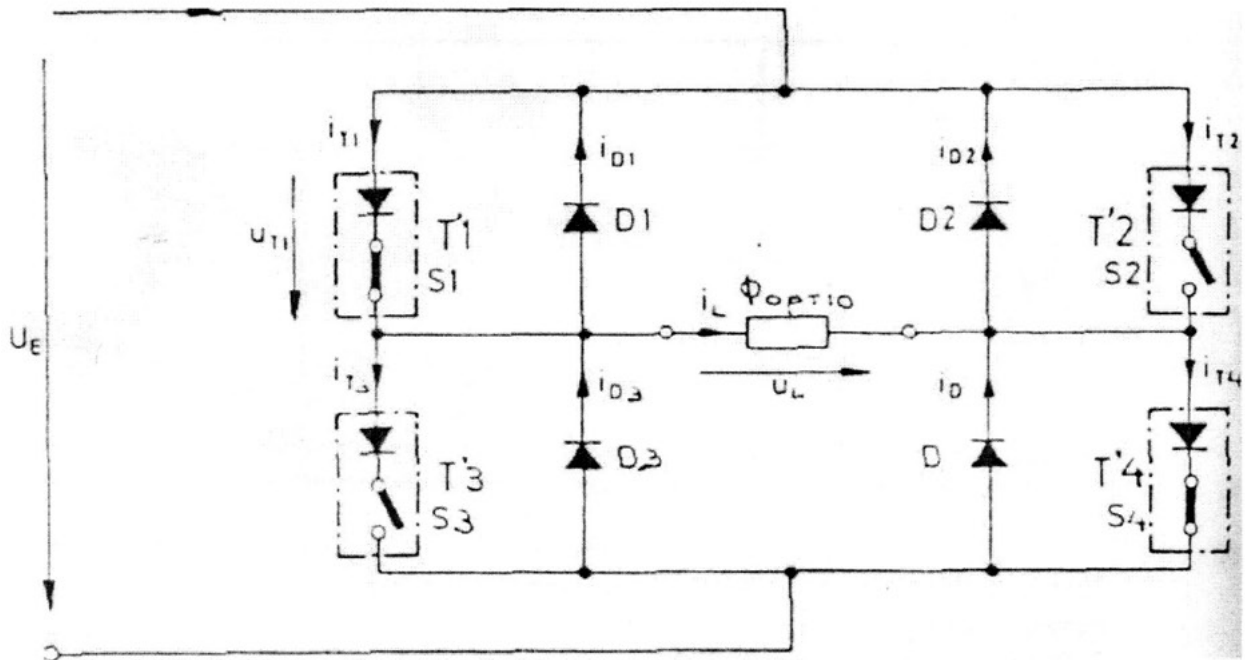 i_T1
i_D1
i_D2
i_T2
u_T1
T'1
S1
D1
D2
T'2
S2
U_E
i_L
Φορτιο
u_L
i_T3
i_D3
i_D
i_T4
T'3
S3
D3
D
T'4
S4